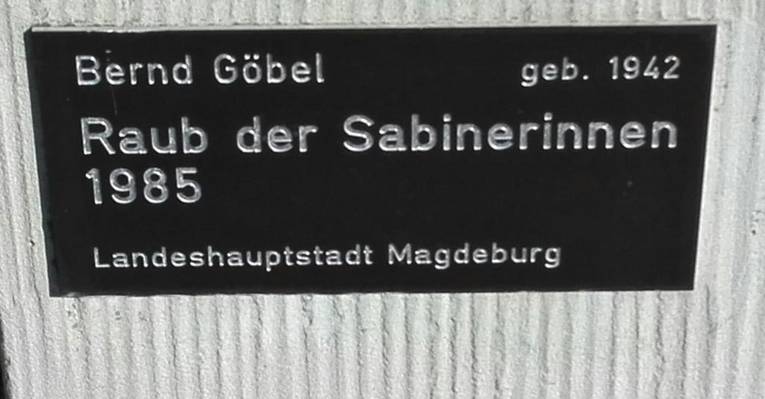 Bernd Göbel geb. 1942
Raub der Sabinerinnen
1985
Landeshauptstadt Magdeburg